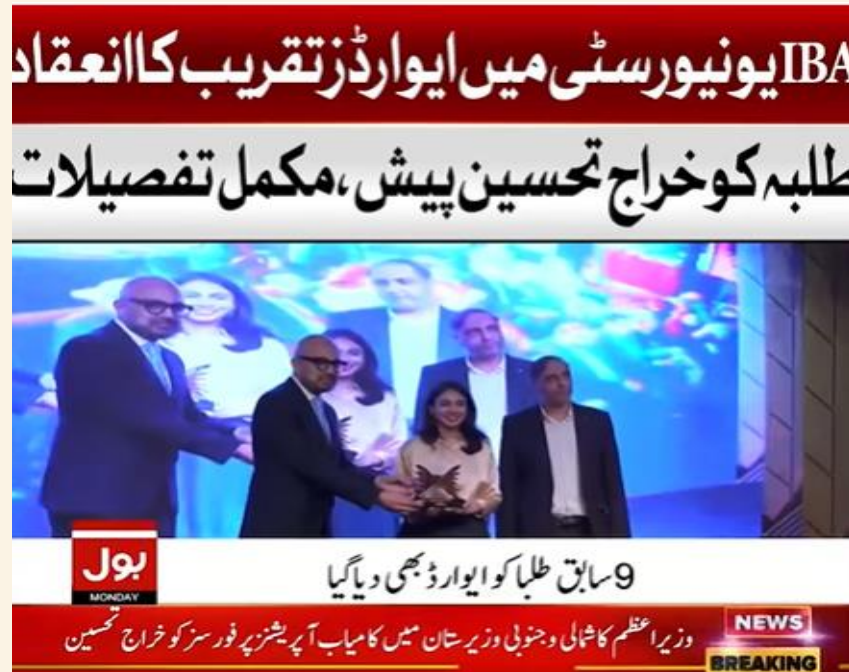 IBA یونیورسٹی میں ایوارڈز تقریب کا انعقاد
طلبہ کو خراج تحسین پیش، مکمل تفصیلات
بول
MONDAY
9 سابق طلبا کو ایوارڈ بھی دیا گیا
NEWS
وزیراعظم کا شمالی و جنوبی وزیرستان میں کامیاب آپریشنز پر فورسز کو خراج تحسین
BREAKING